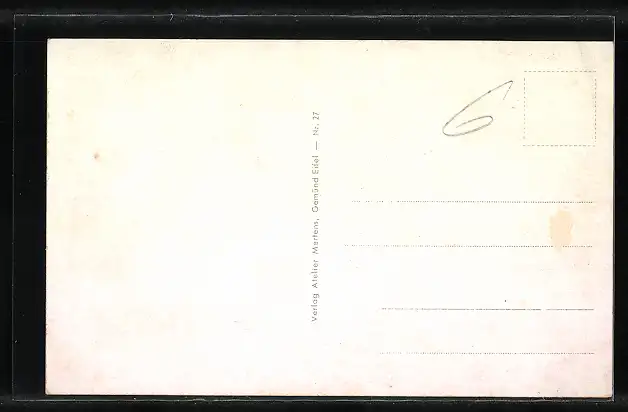 6
Verlag Atelier Martens, Gemünd Eifel — Nr. 27